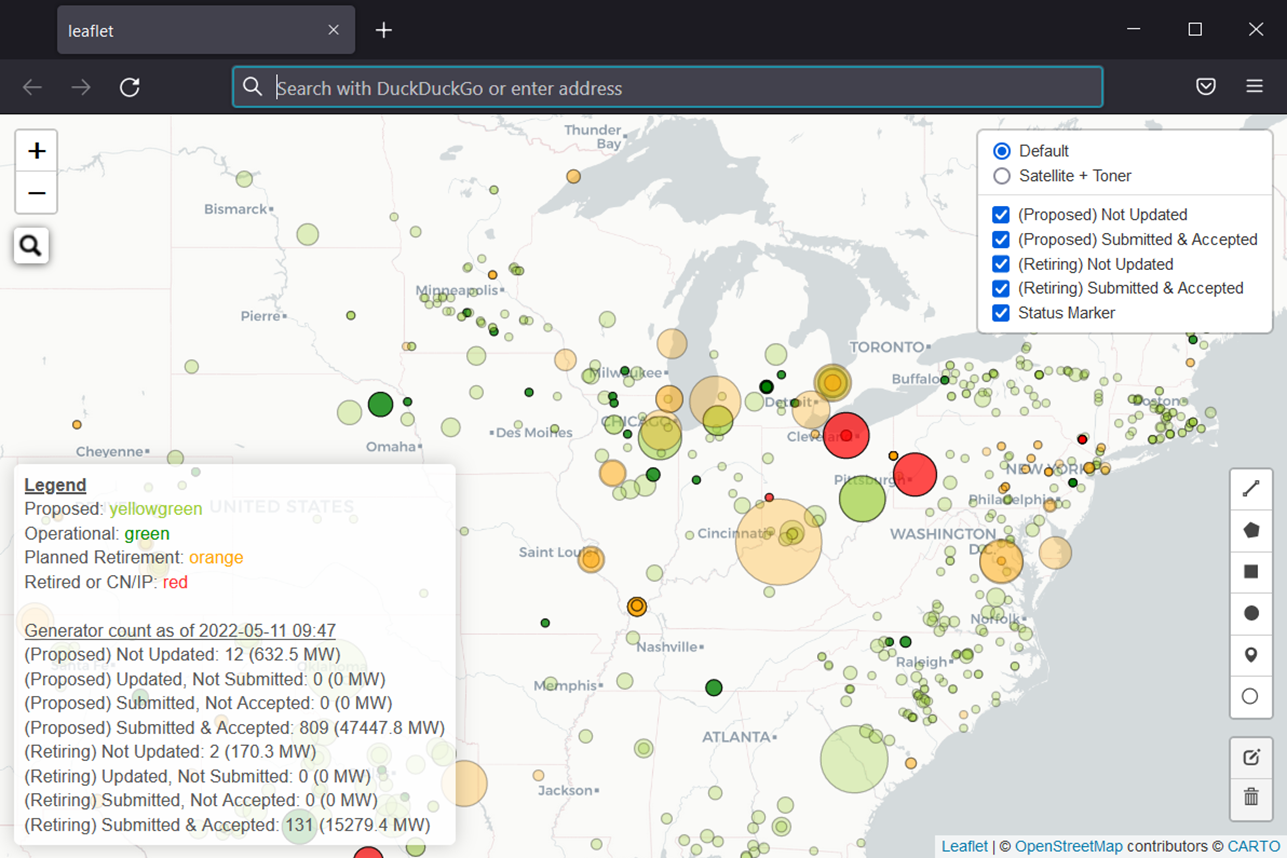 leaflet
Search with DuckDuckGo or enter address
+
−
Default
Satellite + Toner
(Proposed) Not Updated
(Proposed) Submitted & Accepted
(Retiring) Not Updated
(Retiring) Submitted & Accepted
Status Marker
Thunder
Bay
Bismarck
Minneapolis
Pierre
TORONTO
Milwaukee
Buffalo
Detroit
Boston
CHICAGO
Des Moines
Cleveland
Omaha
Cheyenne
NEW YORK
Pittsburgh
Philadelphia
UNITED STATES
Cincinnati
WASHINGTON
D.C.
Saint Louis
Norfolk
Nashville
Raleigh
Santa Fe
Oklahoma
Memphis
ATLANTA
Jackson
Legend
Proposed: yellowgreen
Operational: green
Planned Retirement: orange
Retired or CN/IP: red
Generator count as of 2022-05-11 09:47
(Proposed) Not Updated: 12 (632.5 MW)
(Proposed) Updated, Not Submitted: 0 (0 MW)
(Proposed) Submitted, Not Accepted: 0 (0 MW)
(Proposed) Submitted & Accepted: 809 (47447.8 MW)
(Retiring) Not Updated: 2 (170.3 MW)
(Retiring) Updated, Not Submitted: 0 (0 MW)
(Retiring) Submitted, Not Accepted: 0 (0 MW)
(Retiring) Submitted & Accepted: 131 (15279.4 MW)
Leaflet | © OpenStreetMap contributors © CARTO